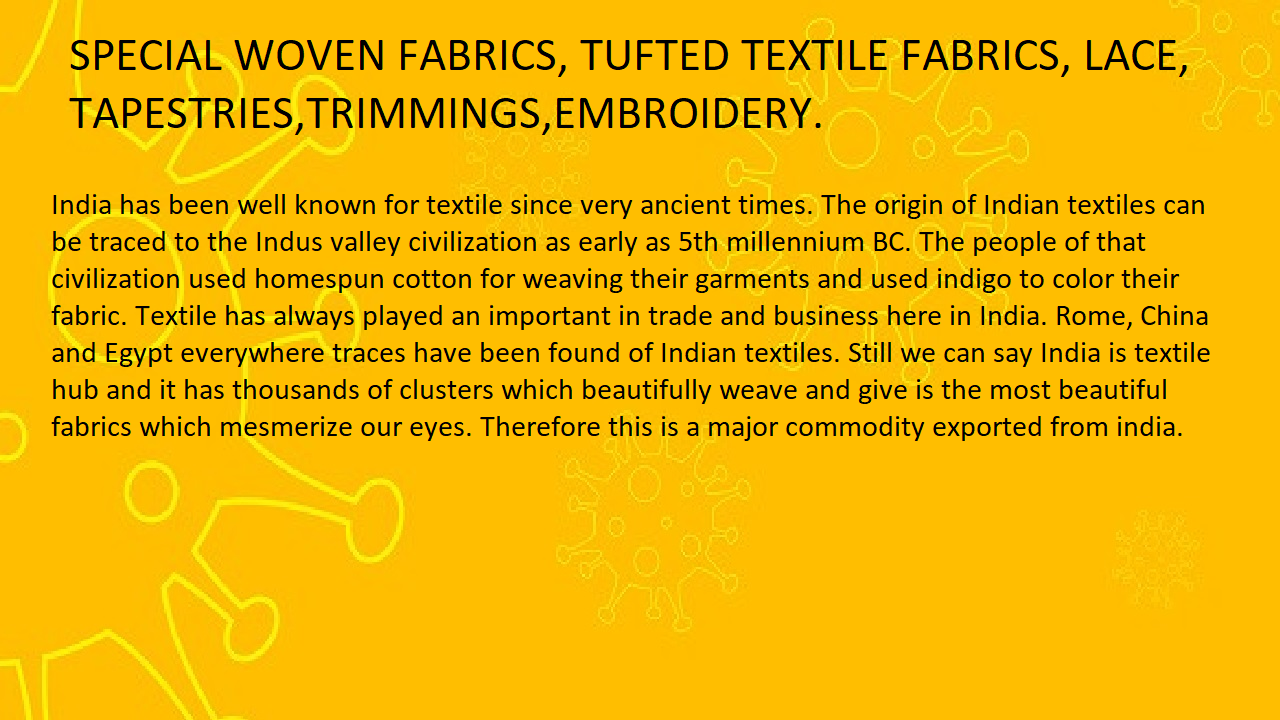 SPECIAL WOVEN FABRICS, TUFTED TEXTILE FABRICS, LACE,
TAPESTRIES,TRIMMINGS,EMBROIDERY.
India has been well known for textile since very ancient times. The origin of Indian textiles can
be traced to the Indus valley civilization as early as 5th millennium BC. The people of that
civilization used homespun cotton for weaving their garments and used indigo to color their
fabric. Textile has always played an important in trade and business here in India. Rome, China
and Egypt everywhere traces have been found of Indian textiles. Still we can say India is textile
hub and it has thousands of clusters which beautifully weave and give is the most beautiful
fabrics which mesmerize our eyes. Therefore this is a major commodity exported from india.